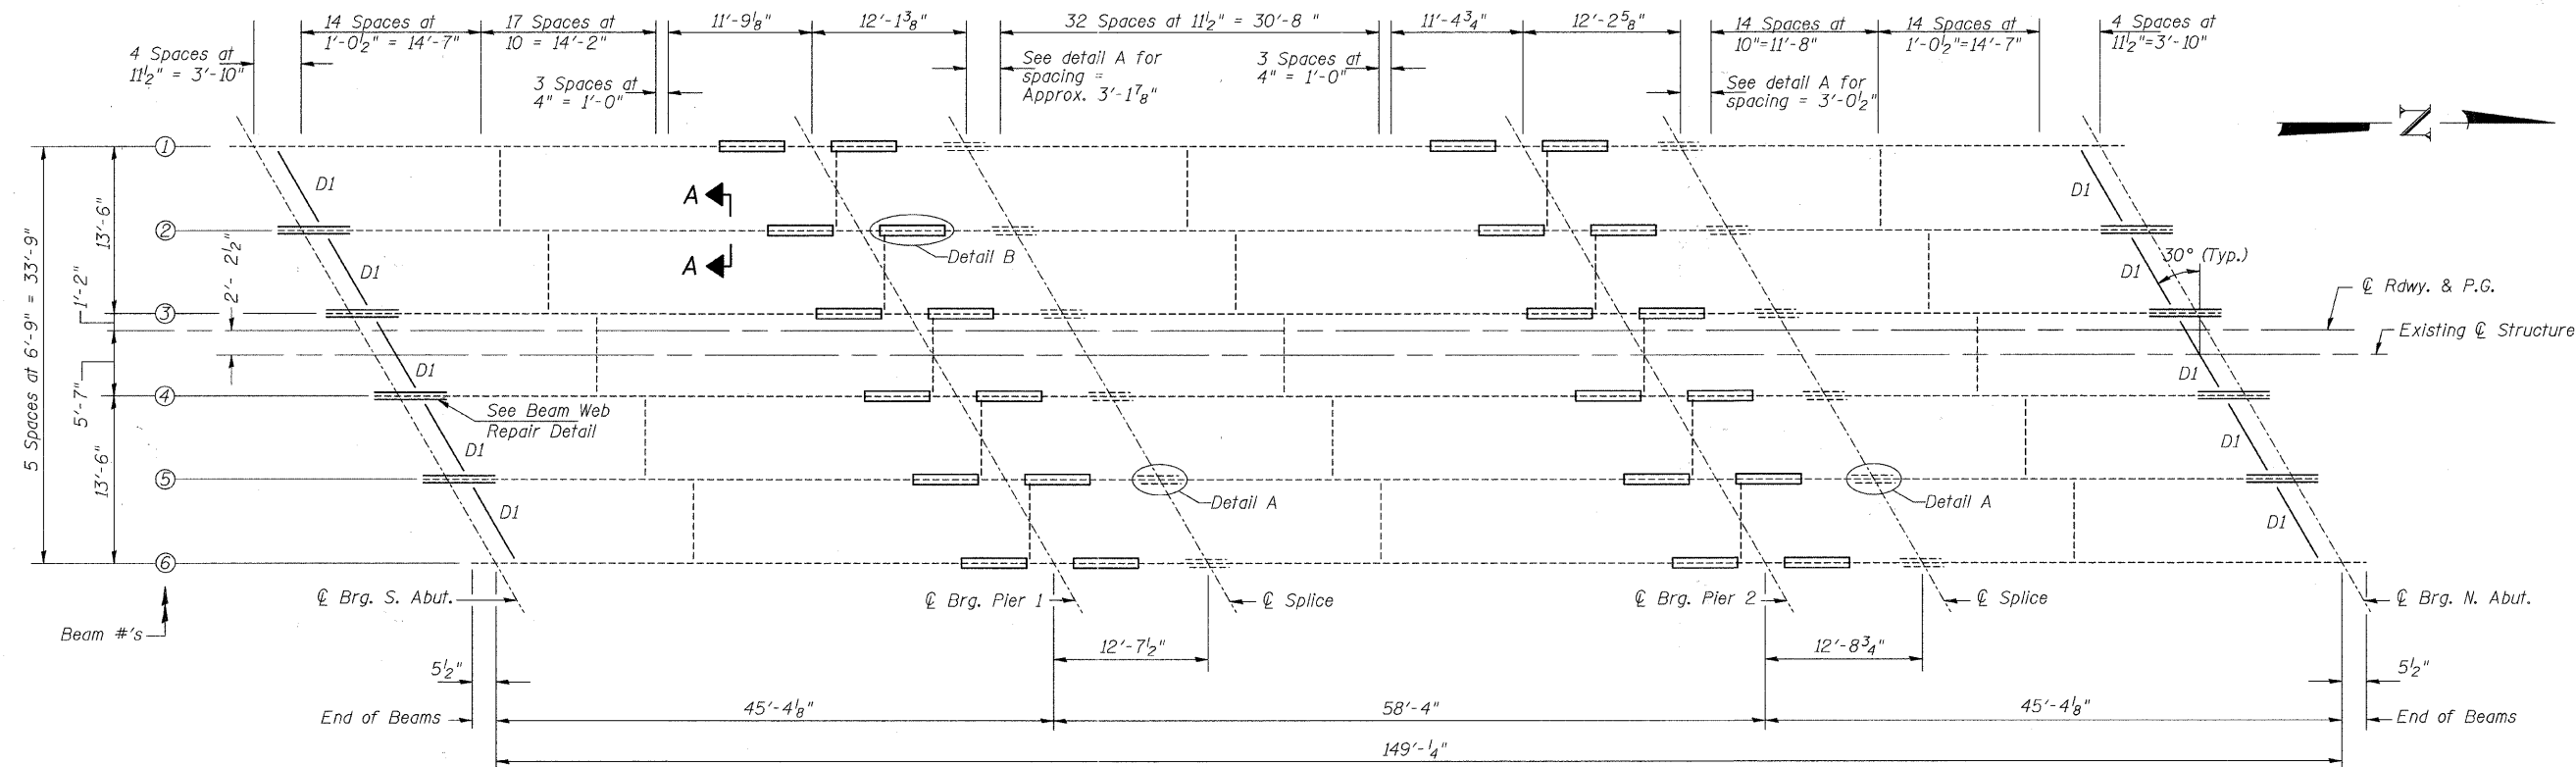 4 Spaces at
11½" = 3'-10"
14 Spaces at
1'-0½" = 14'-7"
17 Spaces at
10 = 14'-2"
3 Spaces at
4" = 1'-0"
11'-9⅛"
12'-1⅜"
See detail A for
spacing =
Approx. 3'-1⅞"
32 Spaces at 11½" = 30'-8 "
3 Spaces at
4" = 1'-0"
11'-4¾"
12'-2⅝"
See detail A for
spacing = 3'-0½"
14 Spaces at
10"=11'-8"
14 Spaces at
1'-0½"=14'-7"
4 Spaces at
11½"=3'-10"
N
1
2
3
4
5
6
5 Spaces at 6'-9" = 33'-9"
13'-6"
1'-2"
5'-7"
13'-6"
2'- 2½"
D1
D1
D1
D1
D1
A
A
Detail B
See Beam Web
Repair Detail
Detail A
Detail A
D1
D1
D1
D1
D1
30° (Typ.)
℄ Rdwy. & P.G.
Existing ℄ Structure
℄ Brg. S. Abut.
℄ Brg. Pier 1
℄ Splice
℄ Brg. Pier 2
℄ Splice
℄ Brg. N. Abut.
Beam #'s
12'-7½"
12'-8¾"
5½"
5½"
End of Beams
45'-4⅛"
58'-4"
45'-4⅛"
End of Beams
149'-¼"